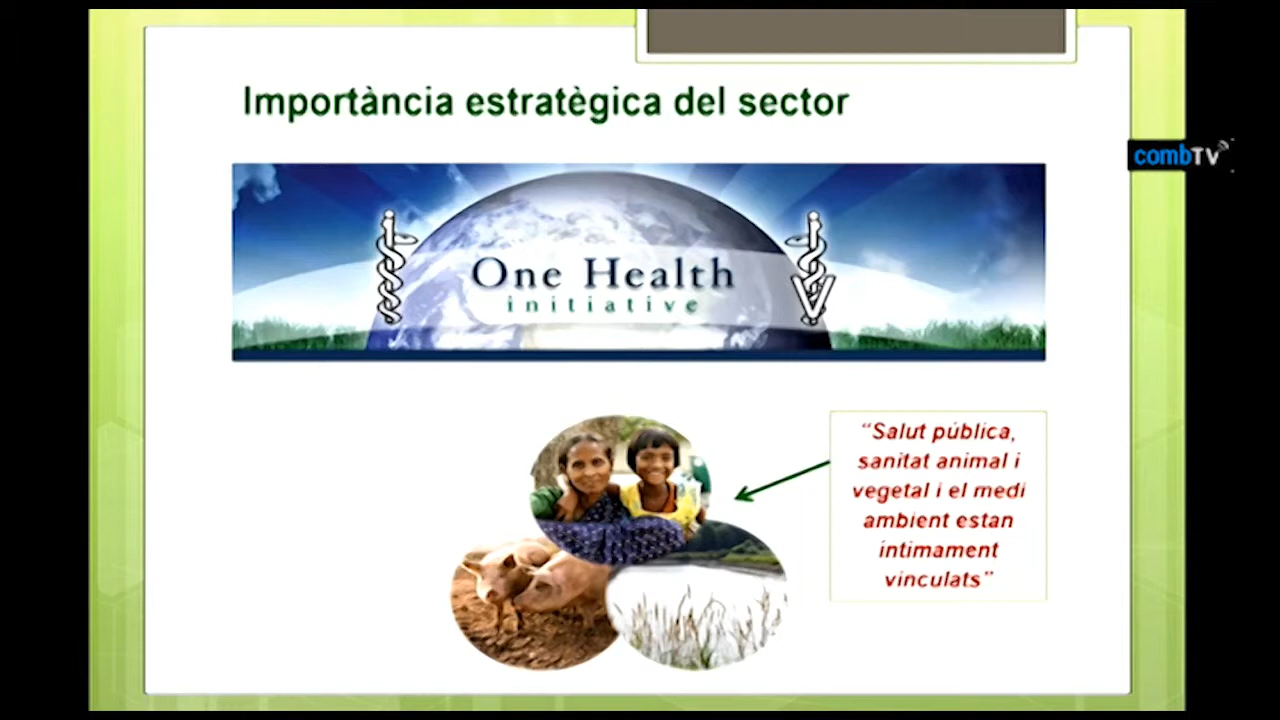 Importància estratègica del sector
combTV
One Health
initiative
“Salut pública,
sanitat animal i
vegetal i el medi
ambient estan
íntimament
vinculats”